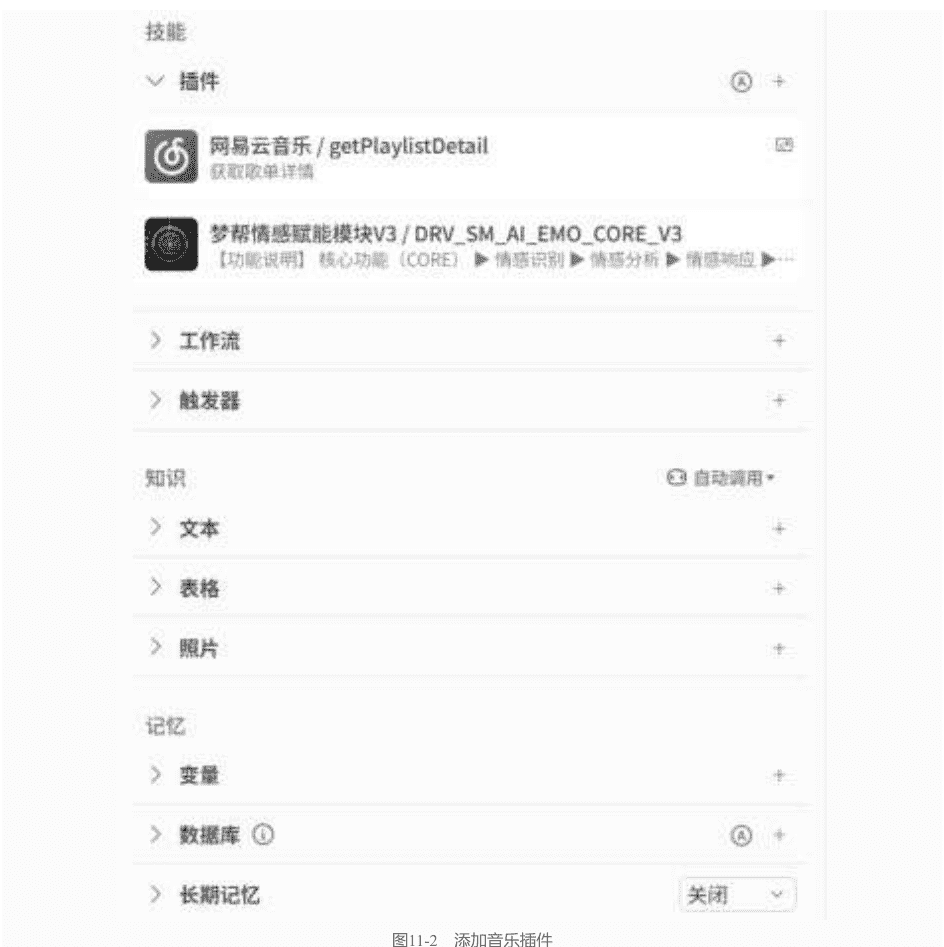 技能
插件
网易云音乐 / getPlaylistDetail
获取歌单详情
梦帮情感赋能模块V3 / DRV_SM_AI_EMO_CORE_V3
【功能说明】 核心功能（CORE） ▶ 情感识别 ▶ 情感分析 ▶ 情感响应 ▶···
工作流
触发器
知识 自动调用
文本
表格
照片
记忆
变量
数据库
长期记忆 关闭
图11-2 添加音乐插件